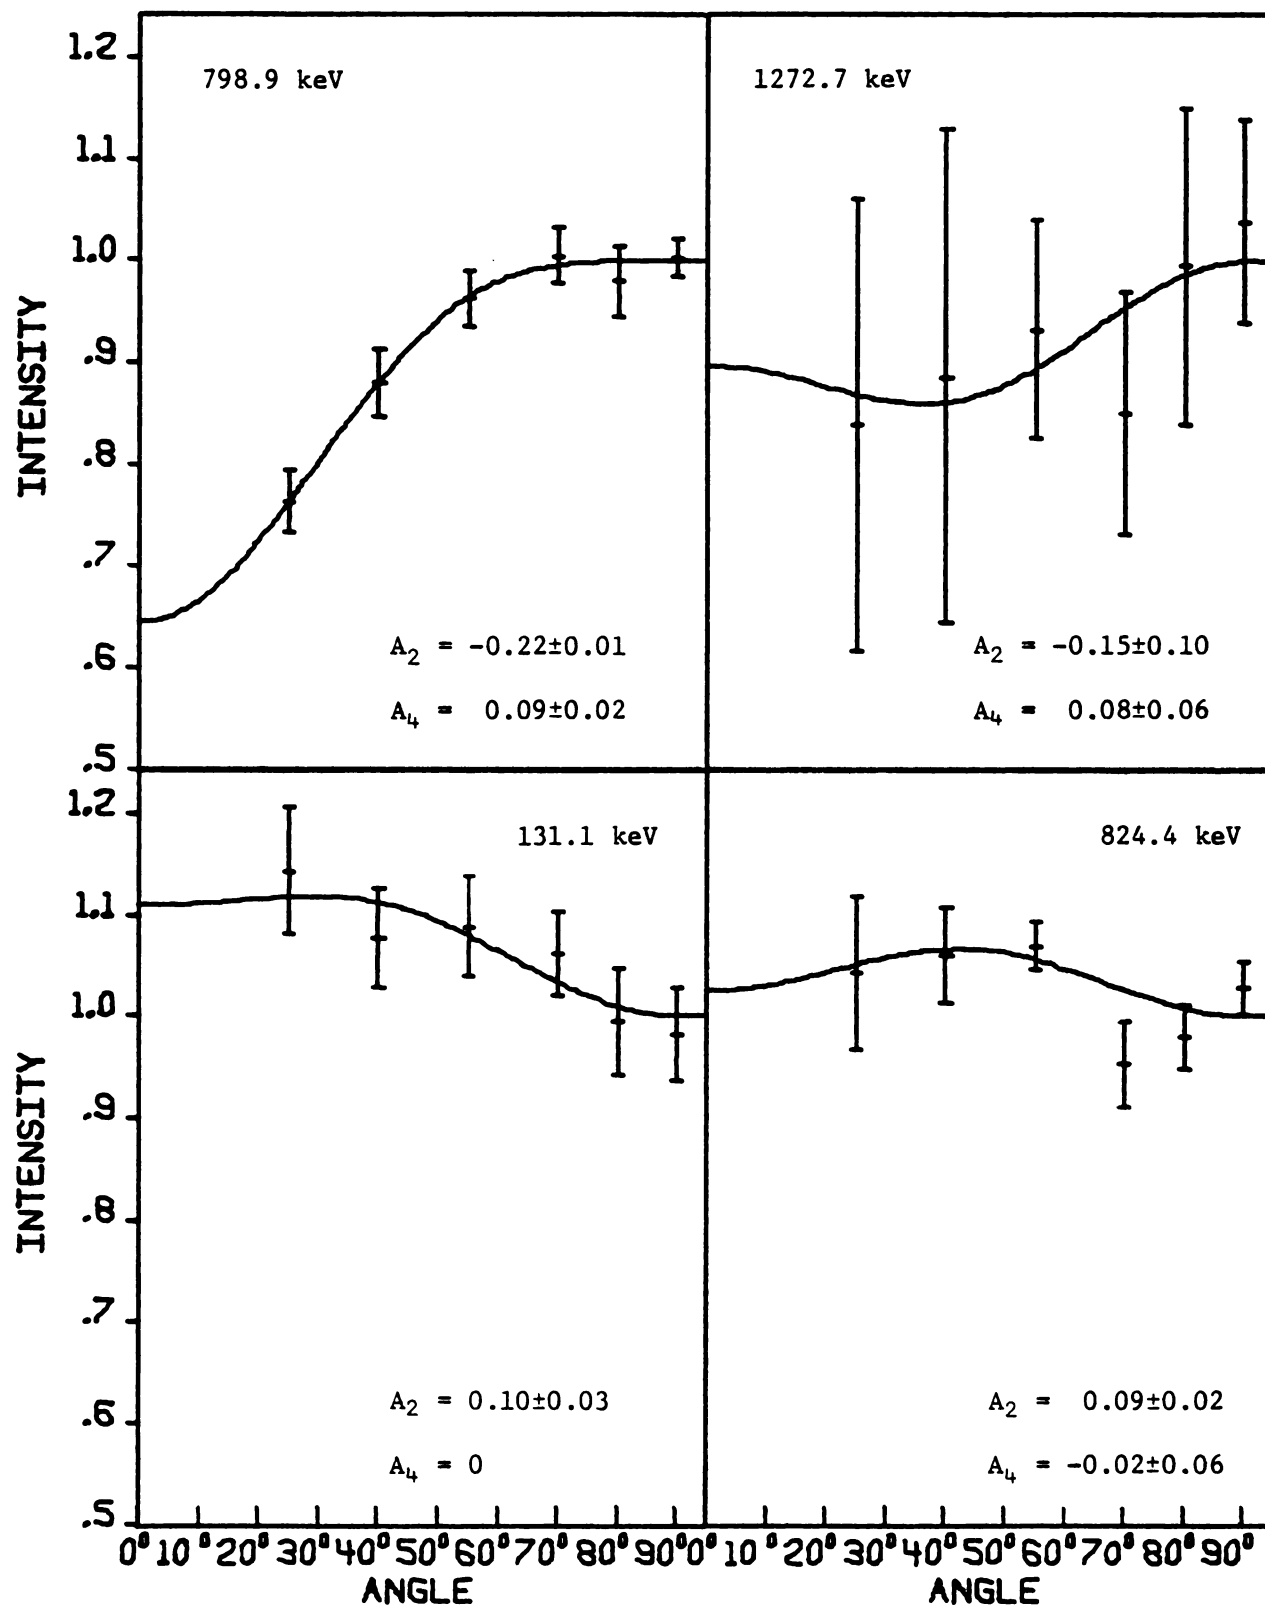 798.9 keV
1272.7 keV
1.2
1.1
1.0
.9
.8
.7
.6
.5
INTENSITY
A₂ = -0.22±0.01
A₄ = 0.09±0.02
A₂ = -0.15±0.10
A₄ = 0.08±0.06
131.1 keV
824.4 keV
1.2
1.1
1.0
.9
.8
.7
.6
.5
INTENSITY
A₂ = 0.10±0.03
A₄ = 0
A₂ = 0.09±0.02
A₄ = -0.02±0.06
0° 10° 20° 30° 40° 50° 60° 70° 80° 90° 0° 10° 20° 30° 40° 50° 60° 70° 80° 90°
ANGLE ANGLE